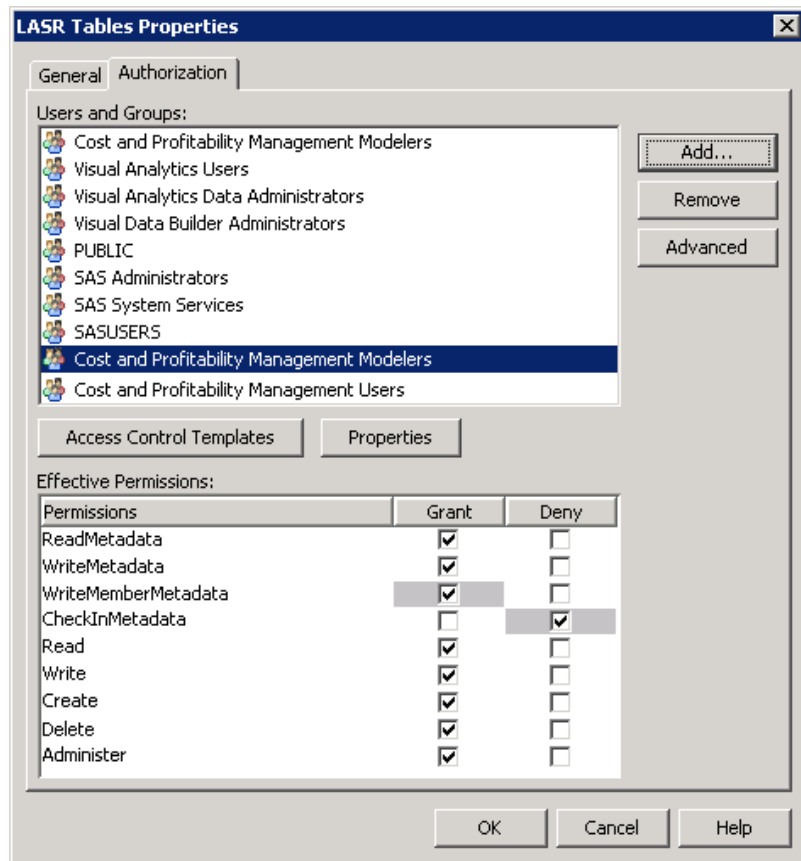 LASR Tables Properties
General Authorization
Users and Groups:
Cost and Profitability Management Modelers
Visual Analytics Users
Visual Analytics Data Administrators
Visual Data Builder Administrators
PUBLIC
SAS Administrators
SAS System Services
SASUSERS
Cost and Profitability Management Modelers
Cost and Profitability Management Users
Add...
Remove
Advanced
Access Control Templates Properties
Effective Permissions:
Permissions Grant Deny
ReadMetadata
WriteMetadata
WriteMemberMetadata
CheckInMetadata
Read
Write
Create
Delete
Administer
OK Cancel Help